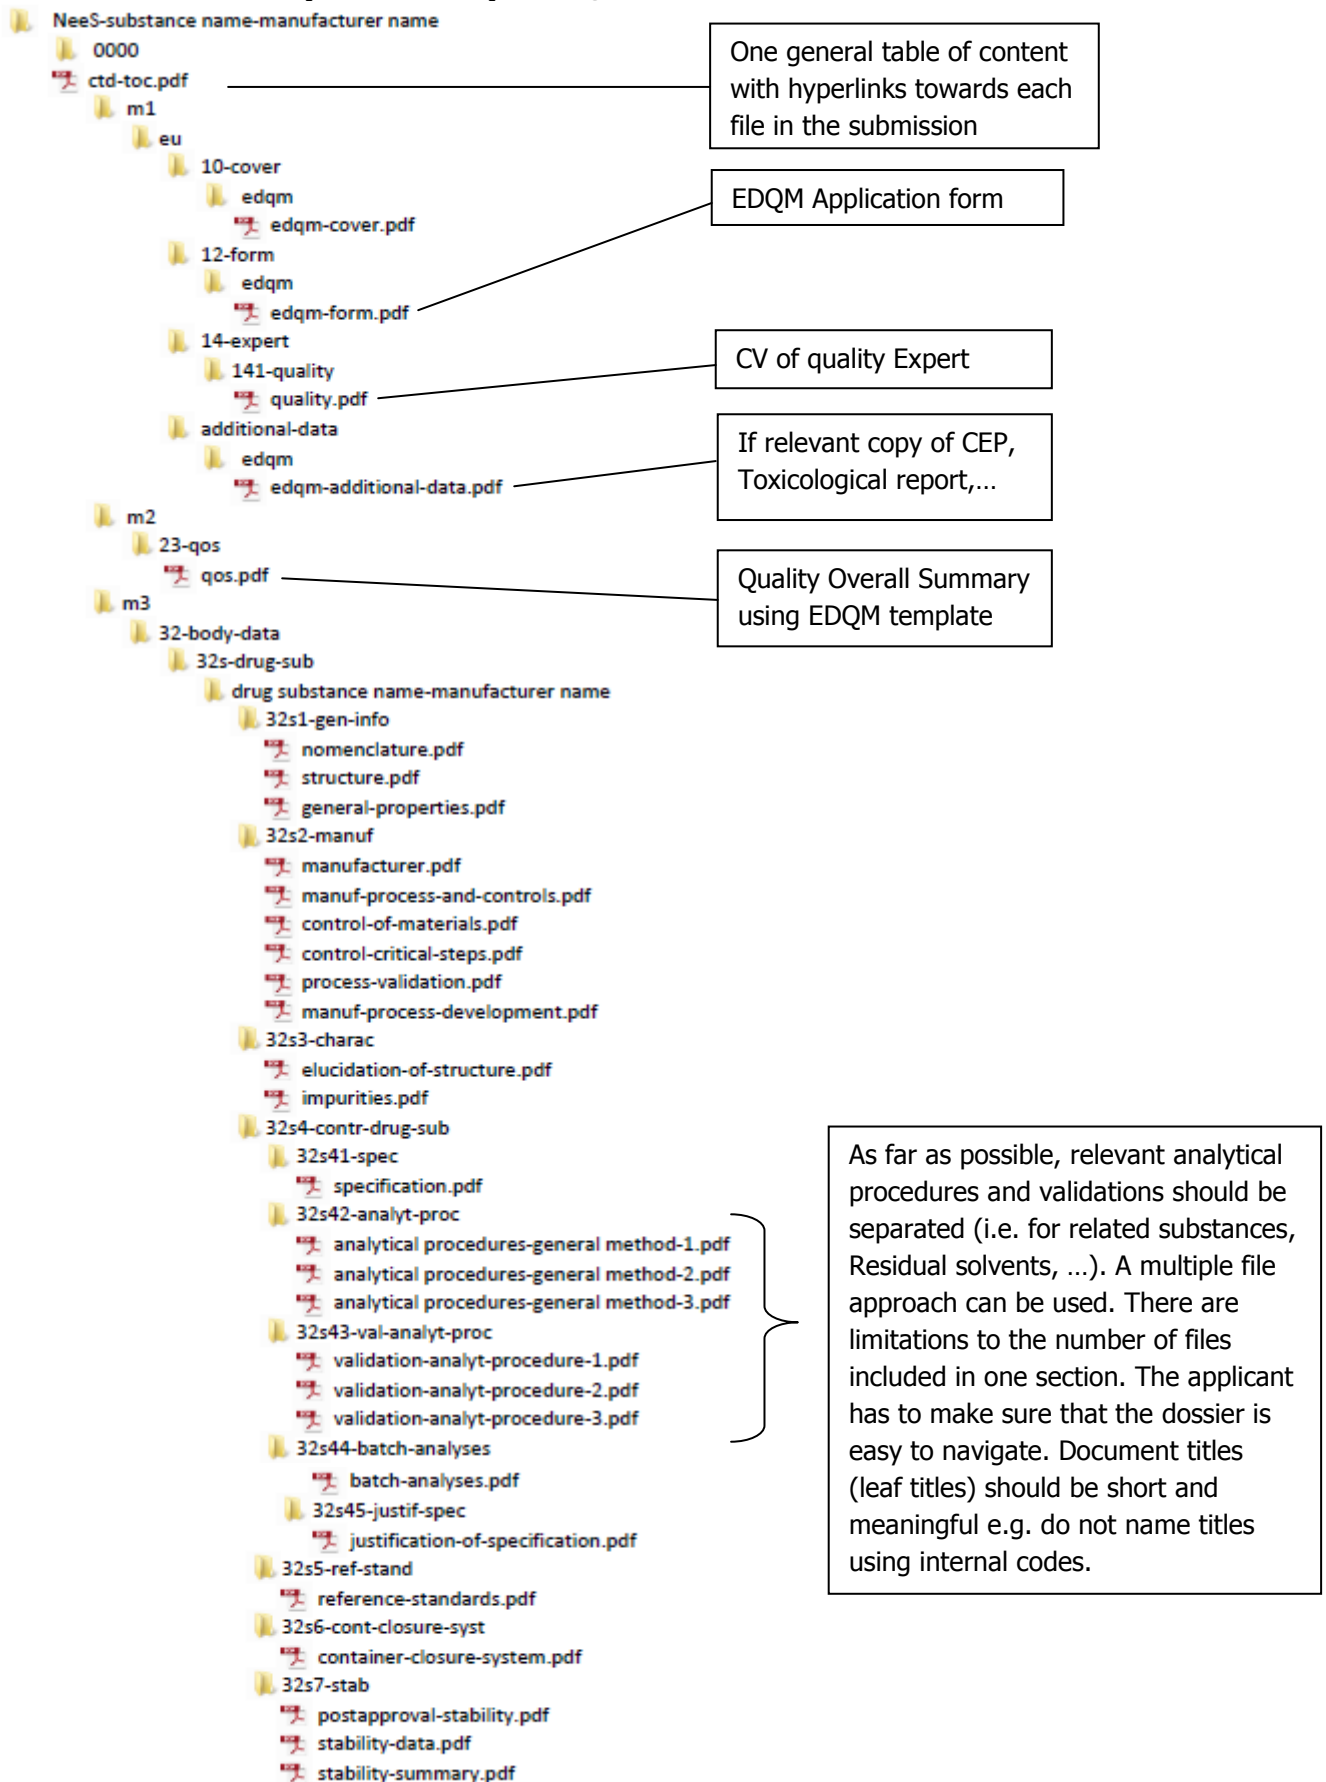 NeeS-substance name-manufacturer name
0000
ctd-toc.pdf
One general table of content
with hyperlinks towards each
file in the submission
m1
eu
10-cover
edqm
edqm-cover.pdf
EDQM Application form
12-form
edqm
edqm-form.pdf
14-expert
141-quality
quality.pdf
CV of quality Expert
additional-data
edqm
edqm-additional-data.pdf
If relevant copy of CEP,
Toxicological report,…
m2
23-qos
qos.pdf
Quality Overall Summary
using EDQM template
m3
32-body-data
32s-drug-sub
drug substance name-manufacturer name
32s1-gen-info
nomenclature.pdf
structure.pdf
general-properties.pdf
32s2-manuf
manufacturer.pdf
manuf-process-and-controls.pdf
control-of-materials.pdf
control-critical-steps.pdf
process-validation.pdf
manuf-process-development.pdf
32s3-charac
elucidation-of-structure.pdf
impurities.pdf
32s4-contr-drug-sub
32s41-spec
specification.pdf
32s42-analyt-proc
analytical procedures-general method-1.pdf
analytical procedures-general method-2.pdf
analytical procedures-general method-3.pdf
32s43-val-analyt-proc
validation-analyt-procedure-1.pdf
validation-analyt-procedure-2.pdf
validation-analyt-procedure-3.pdf
32s44-batch-analyses
batch-analyses.pdf
32s45-justif-spec
justification-of-specification.pdf
As far as possible, relevant analytical
procedures and validations should be
separated (i.e. for related substances,
Residual solvents, …). A multiple file
approach can be used. There are
limitations to the number of files
included in one section. The applicant
has to make sure that the dossier is
easy to navigate. Document titles
(leaf titles) should be short and
meaningful e.g. do not name titles
using internal codes.
32s5-ref-stand
reference-standards.pdf
32s6-cont-closure-syst
container-closure-system.pdf
32s7-stab
postapproval-stability.pdf
stability-data.pdf
stability-summary.pdf